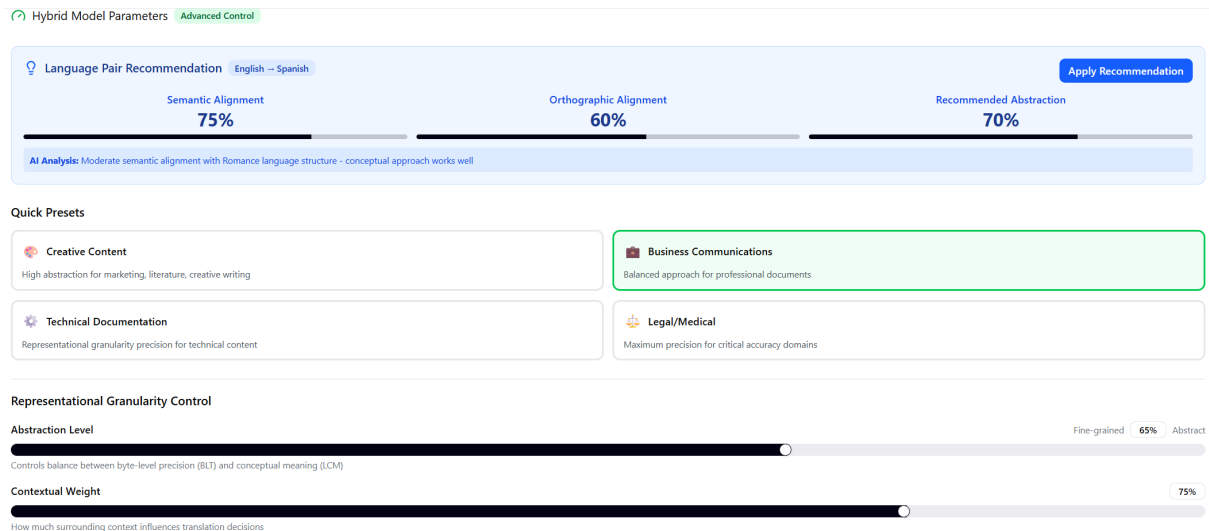 Hybrid Model Parameters Advanced Control
Language Pair Recommendation English → Spanish
Apply Recommendation
Semantic Alignment
75%
Orthographic Alignment
60%
Recommended Abstraction
70%
AI Analysis: Moderate semantic alignment with Romance language structure - conceptual approach works well
Quick Presets
Creative Content
High abstraction for marketing, literature, creative writing
Business Communications
Balanced approach for professional documents
Technical Documentation
Representational granularity precision for technical content
Legal/Medical
Maximum precision for critical accuracy domains
Representational Granularity Control
Abstraction Level
Fine-grained 65% Abstract
Controls balance between byte-level precision (BLT) and conceptual meaning (LCM)
Contextual Weight
75%
How much surrounding context influences translation decisions